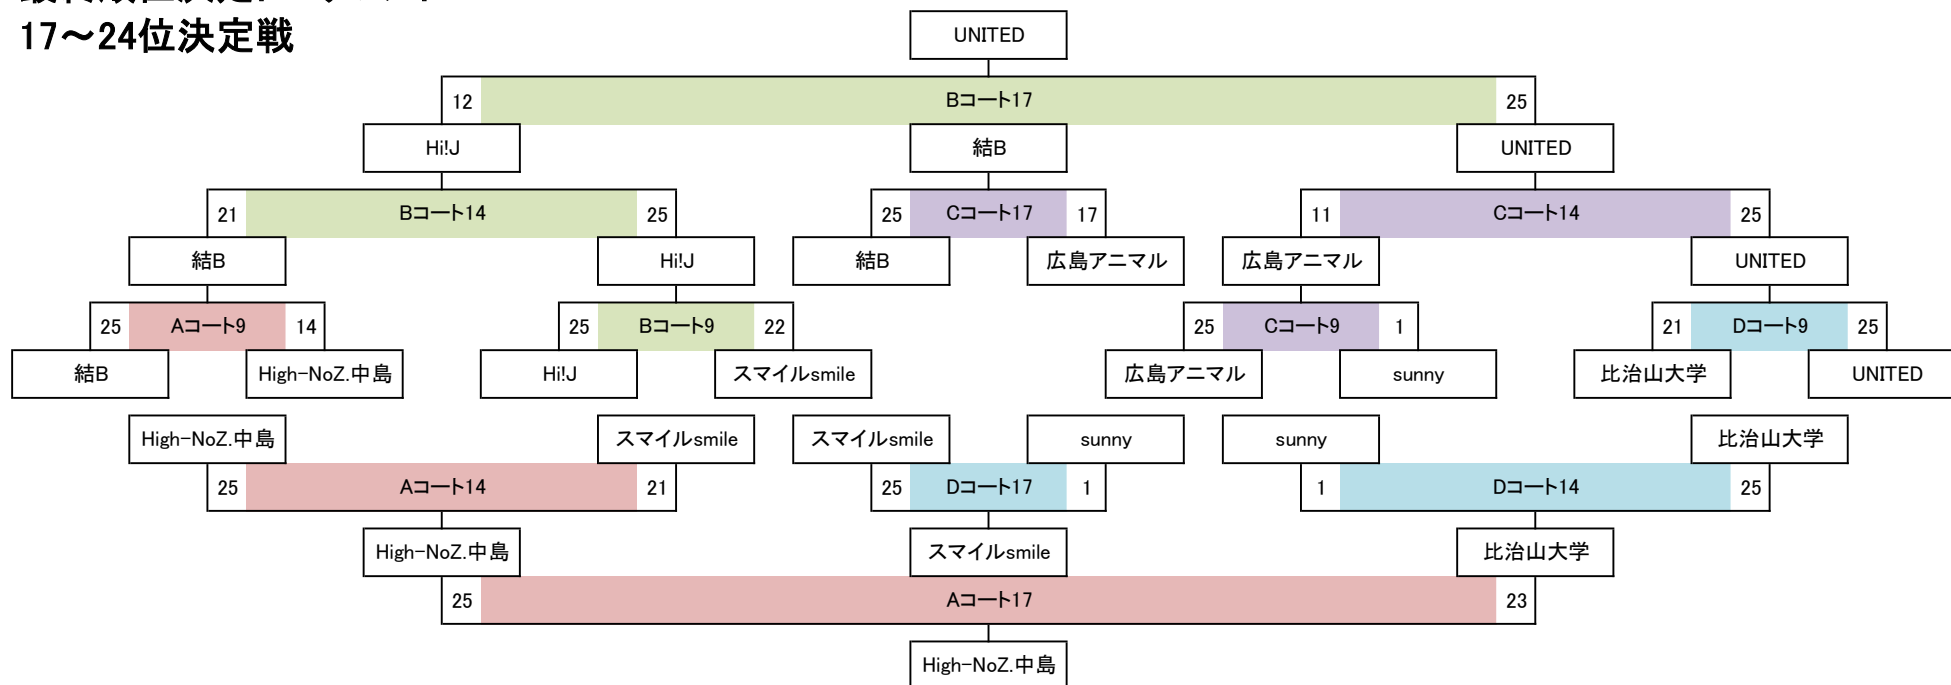 17～24位決定戦
UNITED
12 Bコート17 25
Hi!J 結B UNITED
21 Bコート14 25 25 Cコート17 17 11 Cコート14 25
結B Hi!J 結B 広島アニマル 広島アニマル UNITED
25 Aコート9 14 25 Bコート9 22 25 Cコート9 1 21 Dコート9 25
結B High-NoZ.中島 Hi!J スマイルsmile 広島アニマル sunny 比治山大学 UNITED
High-NoZ.中島 スマイルsmile スマイルsmile sunny sunny 比治山大学
25 Aコート14 21 25 Dコート17 1 1 Dコート14 25
High-NoZ.中島 スマイルsmile 比治山大学
25 Aコート17 23
High-NoZ.中島